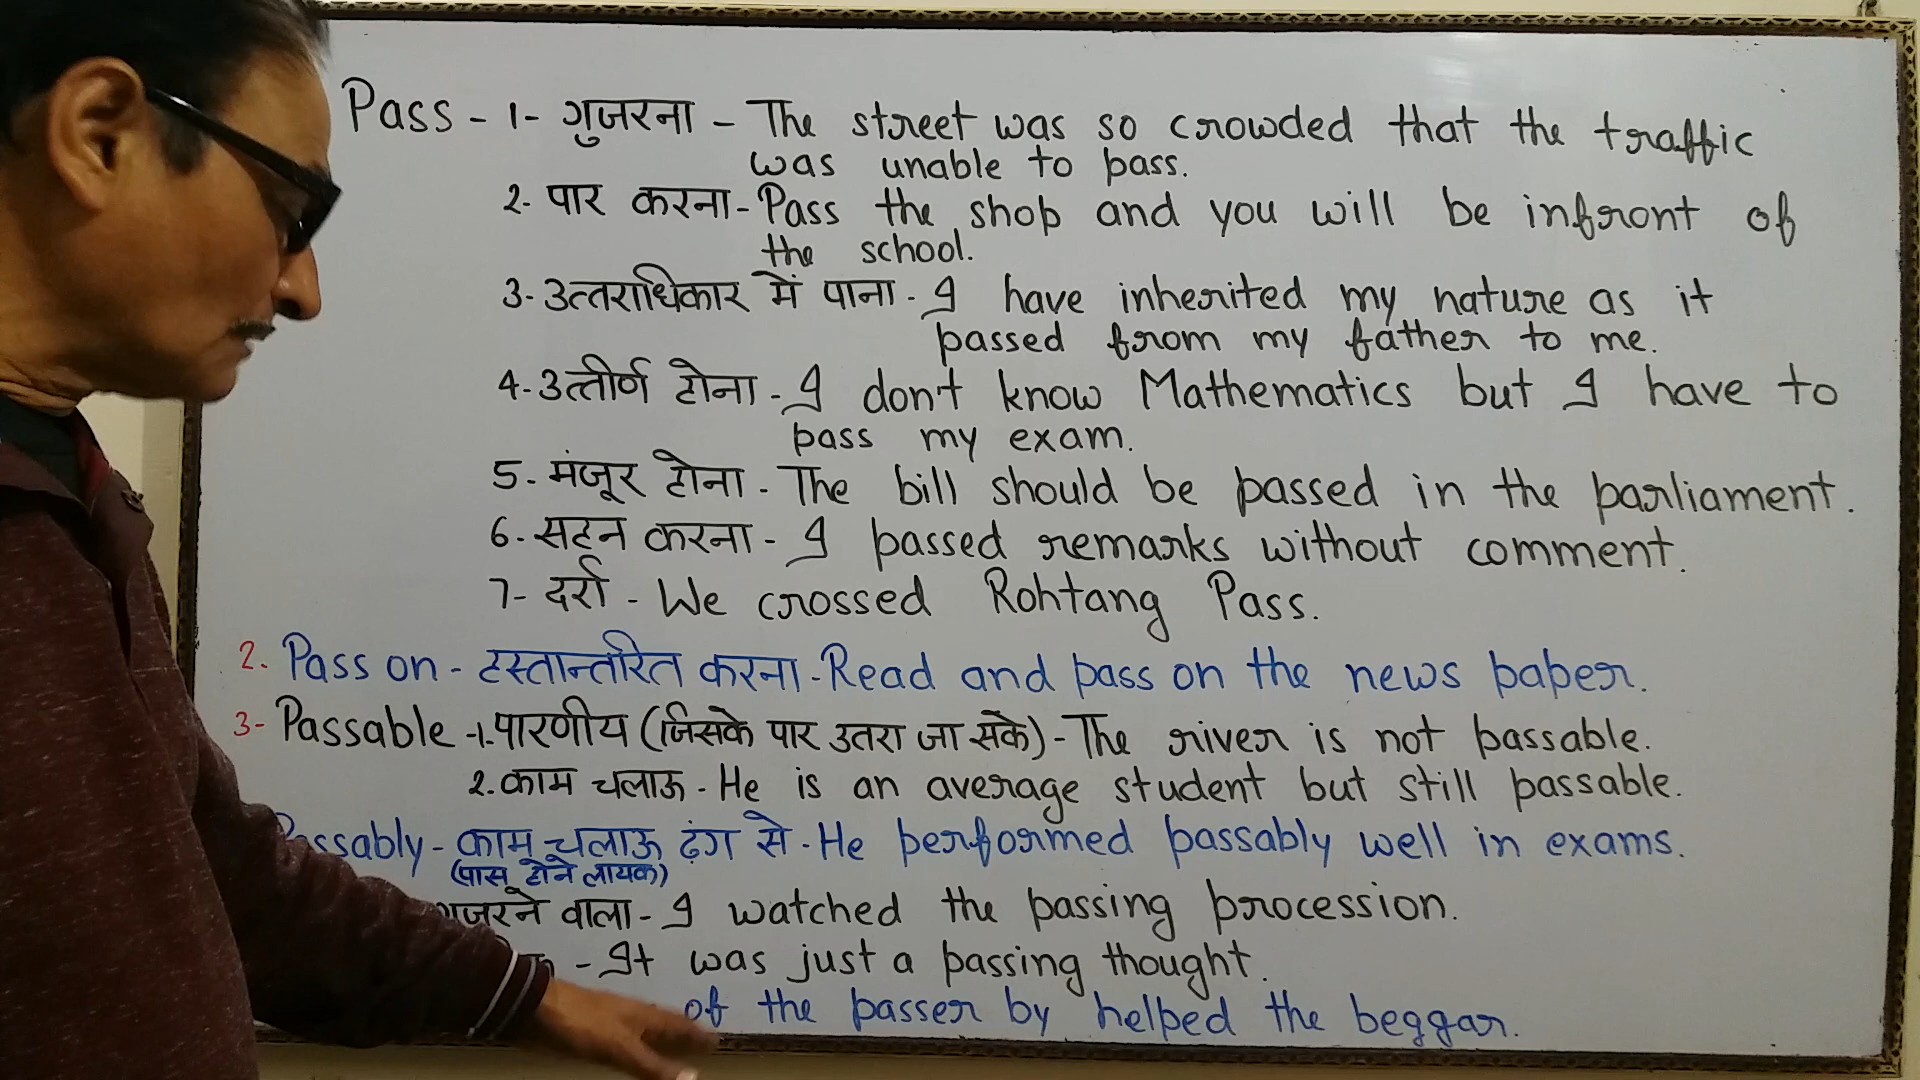 Pass - 1- गुजरना - The street was so crowded that the traffic
was unable to pass.
2- पार करना - Pass the shop and you will be infront of
the school.
3- उत्तराधिकार में पाना - I have inherited my nature as it
passed from my father to me.
4- उत्तीर्ण होना - I don't know Mathematics but I have to
pass my exam.
5- मंजूर होना - The bill should be passed in the parliament.
6- सहन करना - I passed remarks without comment.
7- दर्रा - We crossed Rohtang Pass.
2. Pass on - हस्तान्तरित करना - Read and pass on the news paper.
3- Passable -1. पारणीय (जिसके पार उतरा जा सके) - The river is not passable.
2. काम चलाऊ - He is an average student but still passable.
Passably - काम चलाऊ ढ़ंग से - He performed passably well in exams.
(पास होने लायक)
गुजरने वाला - I watched the passing procession.
- It was just a passing thought.
of the passer by helped the beggar.